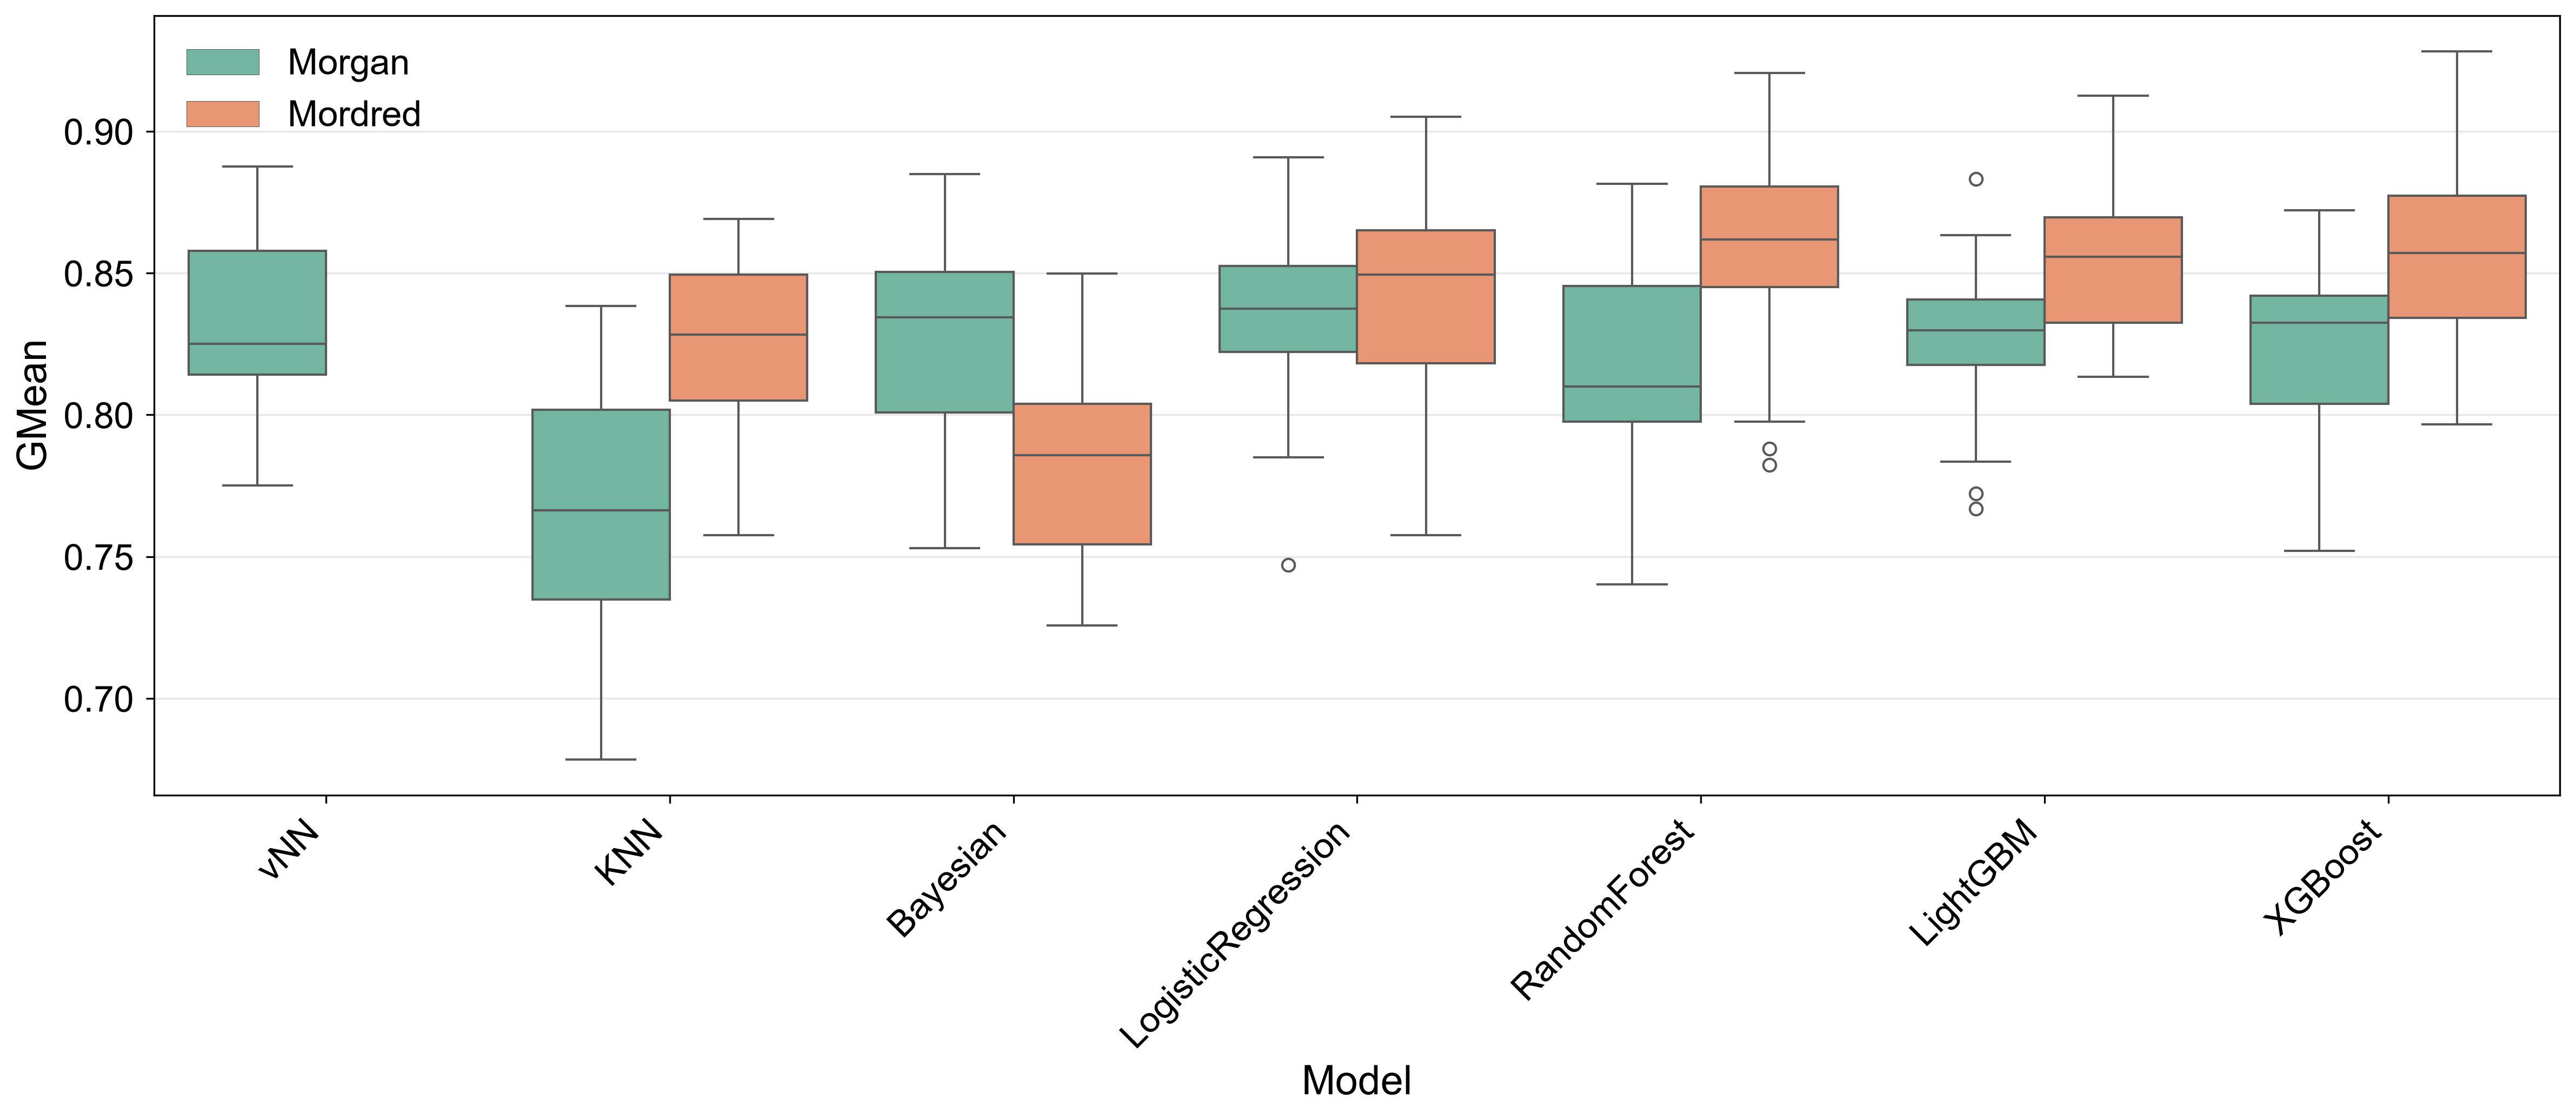 Morgan
Mordred
0.90
0.85
0.80
0.75
0.70
GMean
vNN
KNN
Bayesian
LogisticRegression
RandomForest
LightGBM
XGBoost
Model